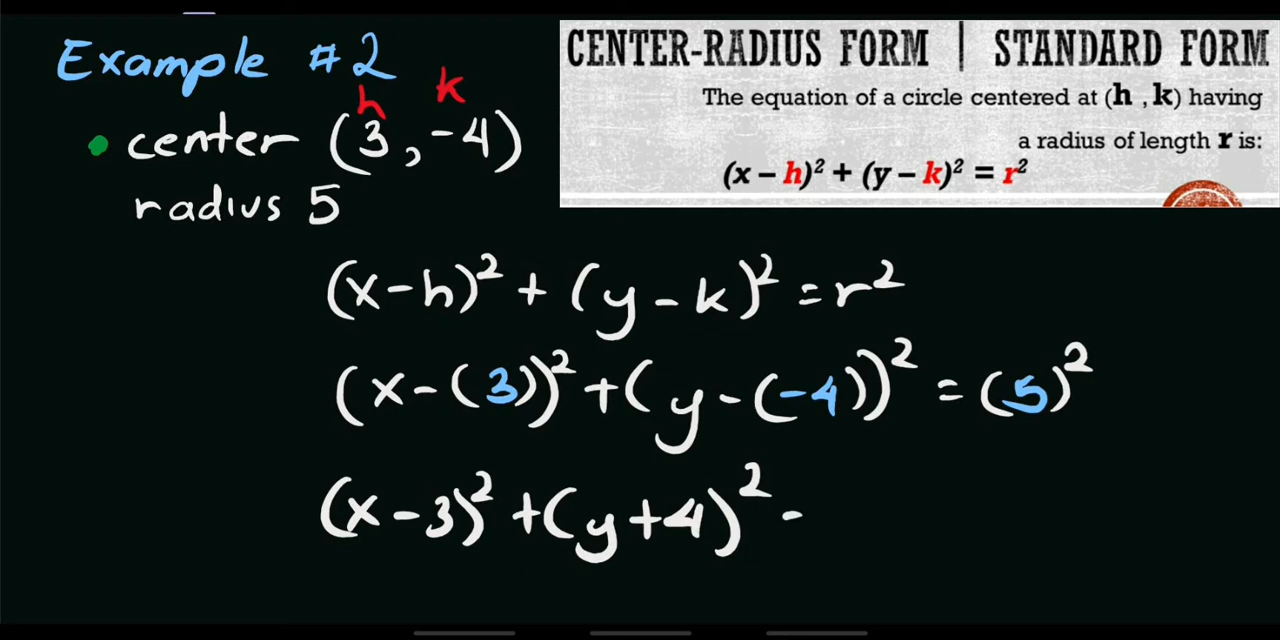 Example #2
h k
center (3, -4)
radius 5
CENTER-RADIUS FORM | STANDARD FORM
The equation of a circle centered at (h , k) having
a radius of length r is:
(x – h)² + (y – k)² = r²
(x - h)² + (y - k)² = r²
(x - (3))² + (y - (-4))² = (5)²
(x - 3)² + (y + 4)² -